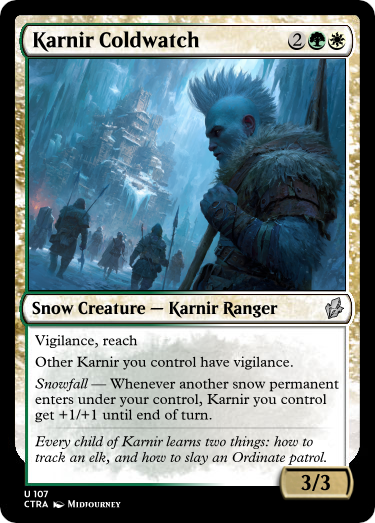 Karnir Coldwatch 2
Snow Creature — Karnir Ranger
Vigilance, reach
Other Karnir you control have vigilance.
Snowfall — Whenever another snow permanent
enters under your control, Karnir you control
get +1/+1 until end of turn.
Every child of Karnir learns two things: how to
track an elk, and how to slay an Ordinate patrol.
3/3
U 107
CTRA Midjourney